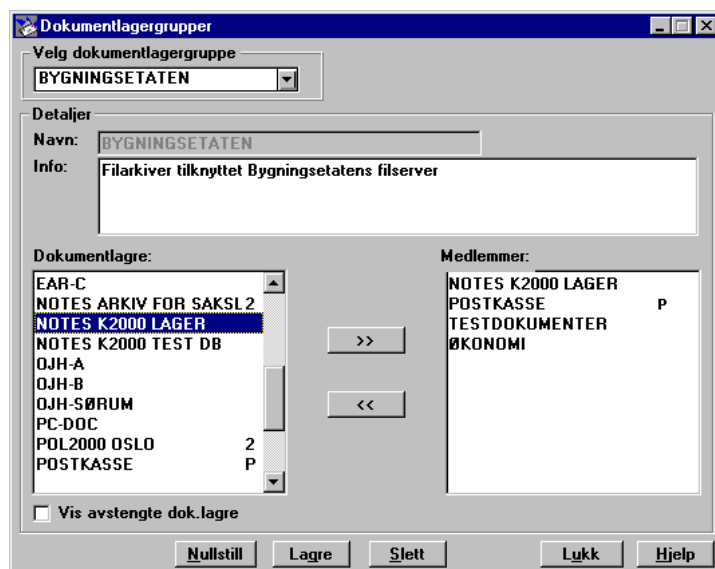 Dokumentlagergrupper
Velg dokumentlagergruppe
BYGNINGSETATEN
Detaljer
Navn: BYGNINGSETATEN
Info: Filarkiver tilknyttet Bygningsetatens filserver
Dokumentlagre:
EAR-C
NOTES ARKIV FOR SAKSL 2
NOTES K2000 LAGER
NOTES K2000 TEST DB
OJH-A
OJH-B
OJH-SØRUM
PC-DOC
POL2000 OSLO 2
POSTKASSE P
>>
<<
Medlemmer:
NOTES K2000 LAGER
POSTKASSE P
TESTDOKUMENTER
ØKONOMI
Vis avstengte dok.lagre
Nullstill Lagre Slett Lukk Hjelp